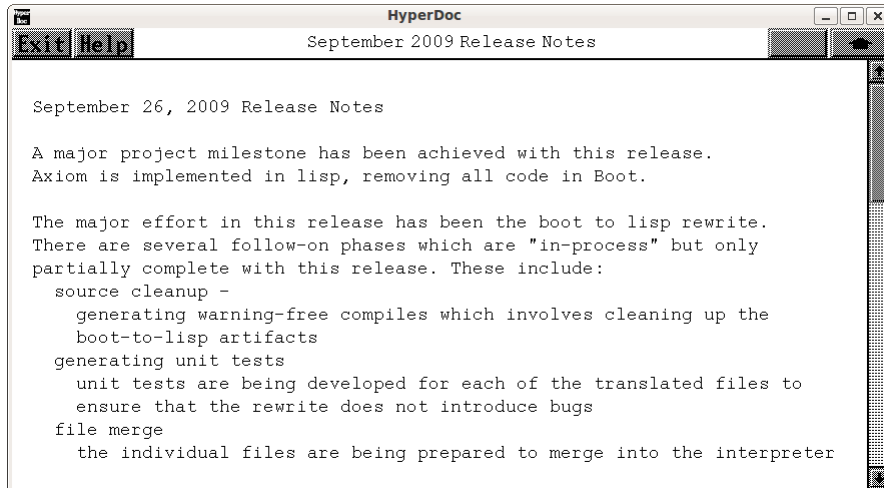 Hyper
Doc
HyperDoc
Exit Help
September 2009 Release Notes
September 26, 2009 Release Notes
A major project milestone has been achieved with this release.
Axiom is implemented in lisp, removing all code in Boot.
The major effort in this release has been the boot to lisp rewrite.
There are several follow-on phases which are "in-process" but only
partially complete with this release. These include:
source cleanup -
generating warning-free compiles which involves cleaning up the
boot-to-lisp artifacts
generating unit tests
unit tests are being developed for each of the translated files to
ensure that the rewrite does not introduce bugs
file merge
the individual files are being prepared to merge into the interpreter